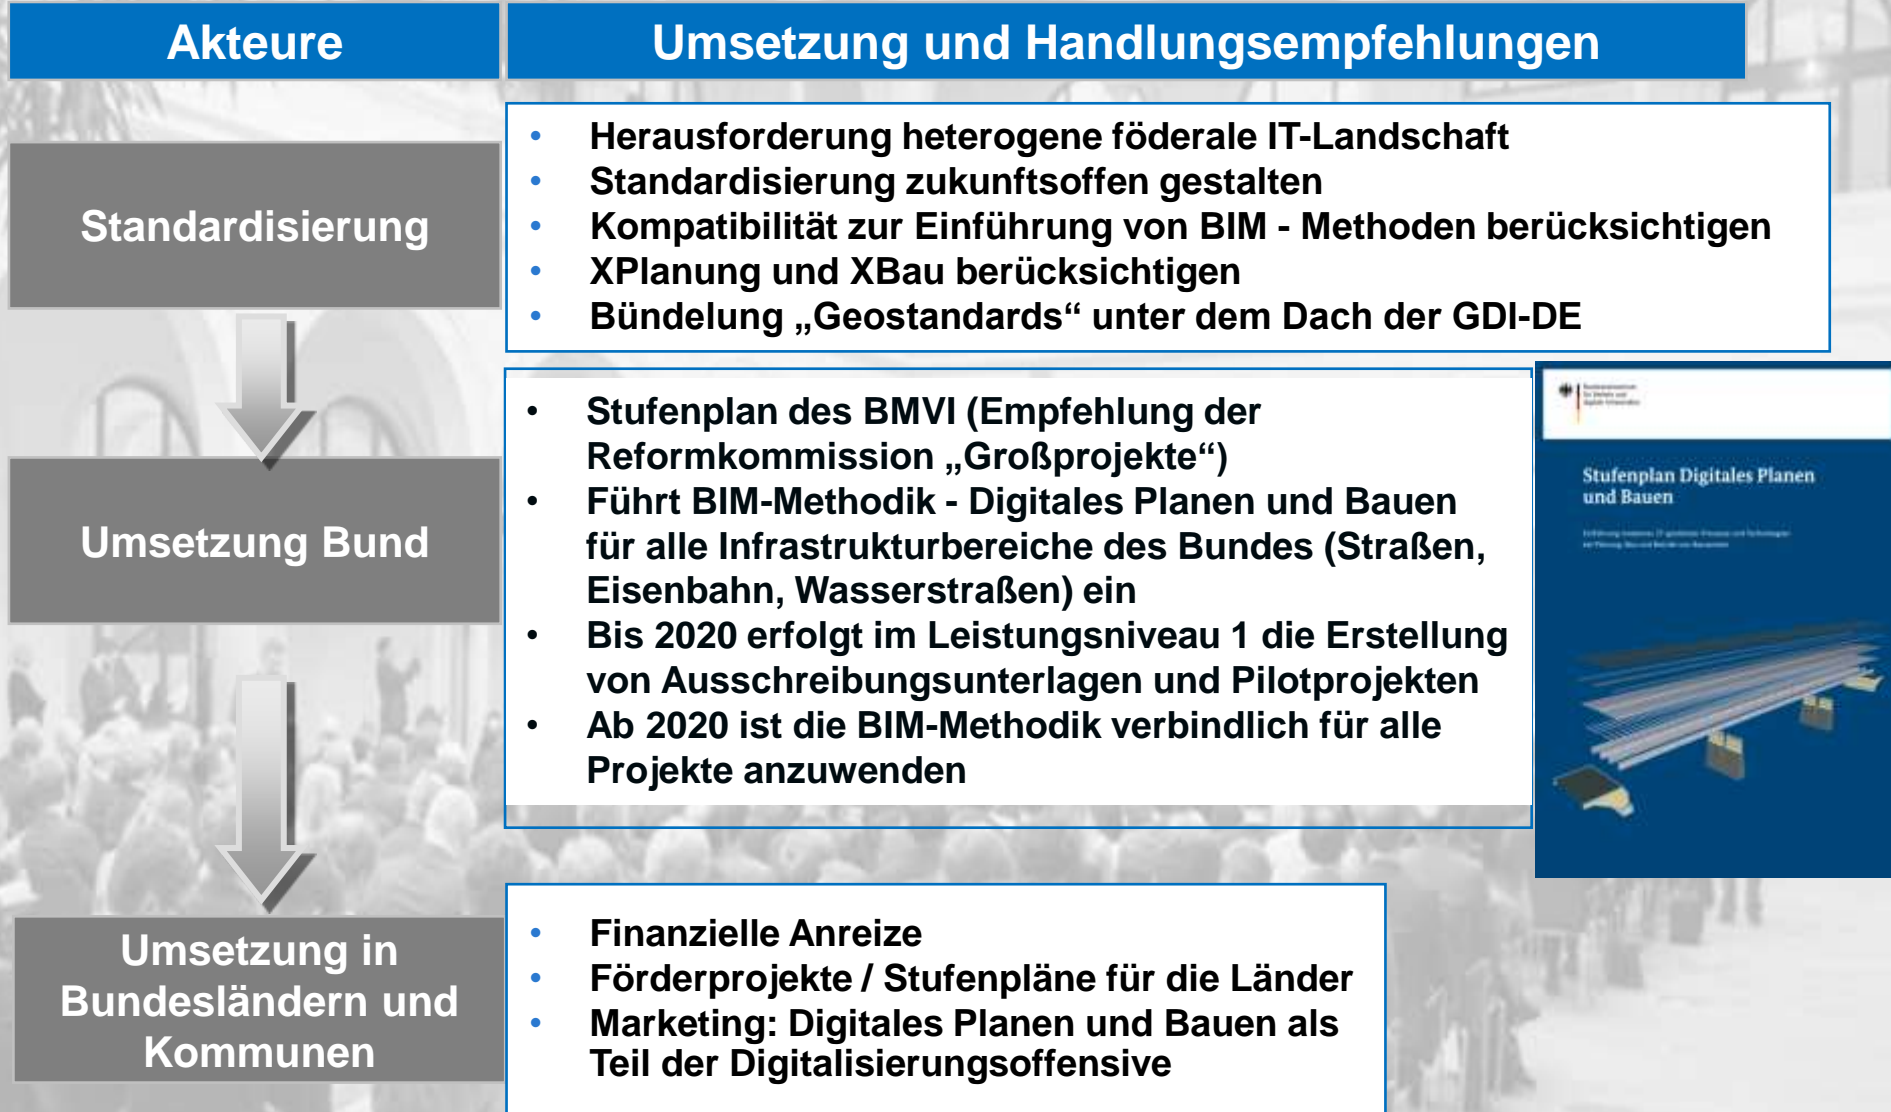 Akteure
Umsetzung und Handlungsempfehlungen
Standardisierung
• Herausforderung heterogene föderale IT-Landschaft
• Standardisierung zukunftsoffen gestalten
• Kompatibilität zur Einführung von BIM - Methoden berücksichtigen
• XPlanung und XBau berücksichtigen
• Bündelung „Geostandards“ unter dem Dach der GDI-DE
Umsetzung Bund
• Stufenplan des BMVI (Empfehlung der
Reformkommission „Großprojekte“)
• Führt BIM-Methodik - Digitales Planen und Bauen
für alle Infrastrukturbereiche des Bundes (Straßen,
Eisenbahn, Wasserstraßen) ein
• Bis 2020 erfolgt im Leistungsniveau 1 die Erstellung
von Ausschreibungsunterlagen und Pilotprojekten
• Ab 2020 ist die BIM-Methodik verbindlich für alle
Projekte anzuwenden
Stufenplan Digitales Planen
und Bauen
Umsetzung in
Bundesländern und
Kommunen
• Finanzielle Anreize
• Förderprojekte / Stufenpläne für die Länder
• Marketing: Digitales Planen und Bauen als
Teil der Digitalisierungsoffensive